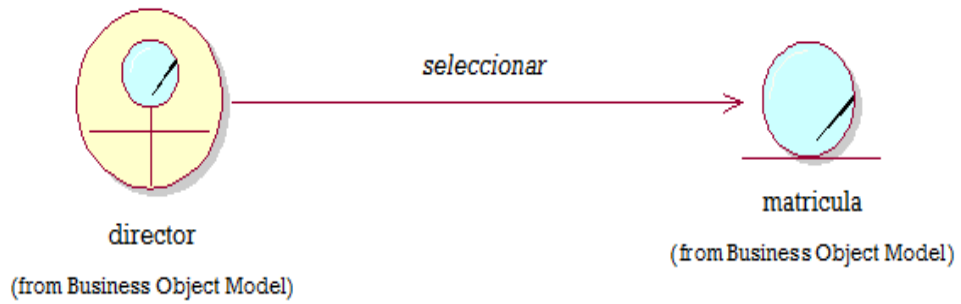 seleccionar
director
(from Business Object Model)
matricula
(from Business Object Model)